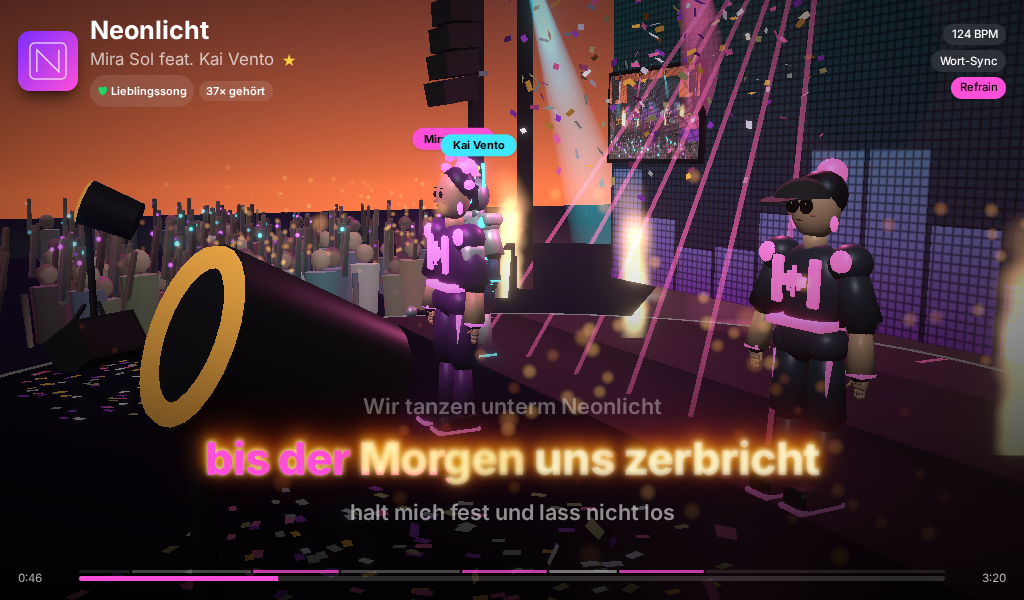 Neonlicht
Mira Sol feat. Kai Vento ★
Lieblingssong
37× gehört
124 BPM
Wort-Sync
Refrain
Kai Vento
Wir tanzen unterm Neonlicht
bis der Morgen uns zerbricht
halt mich fest und lass nicht los
0:46
3:20